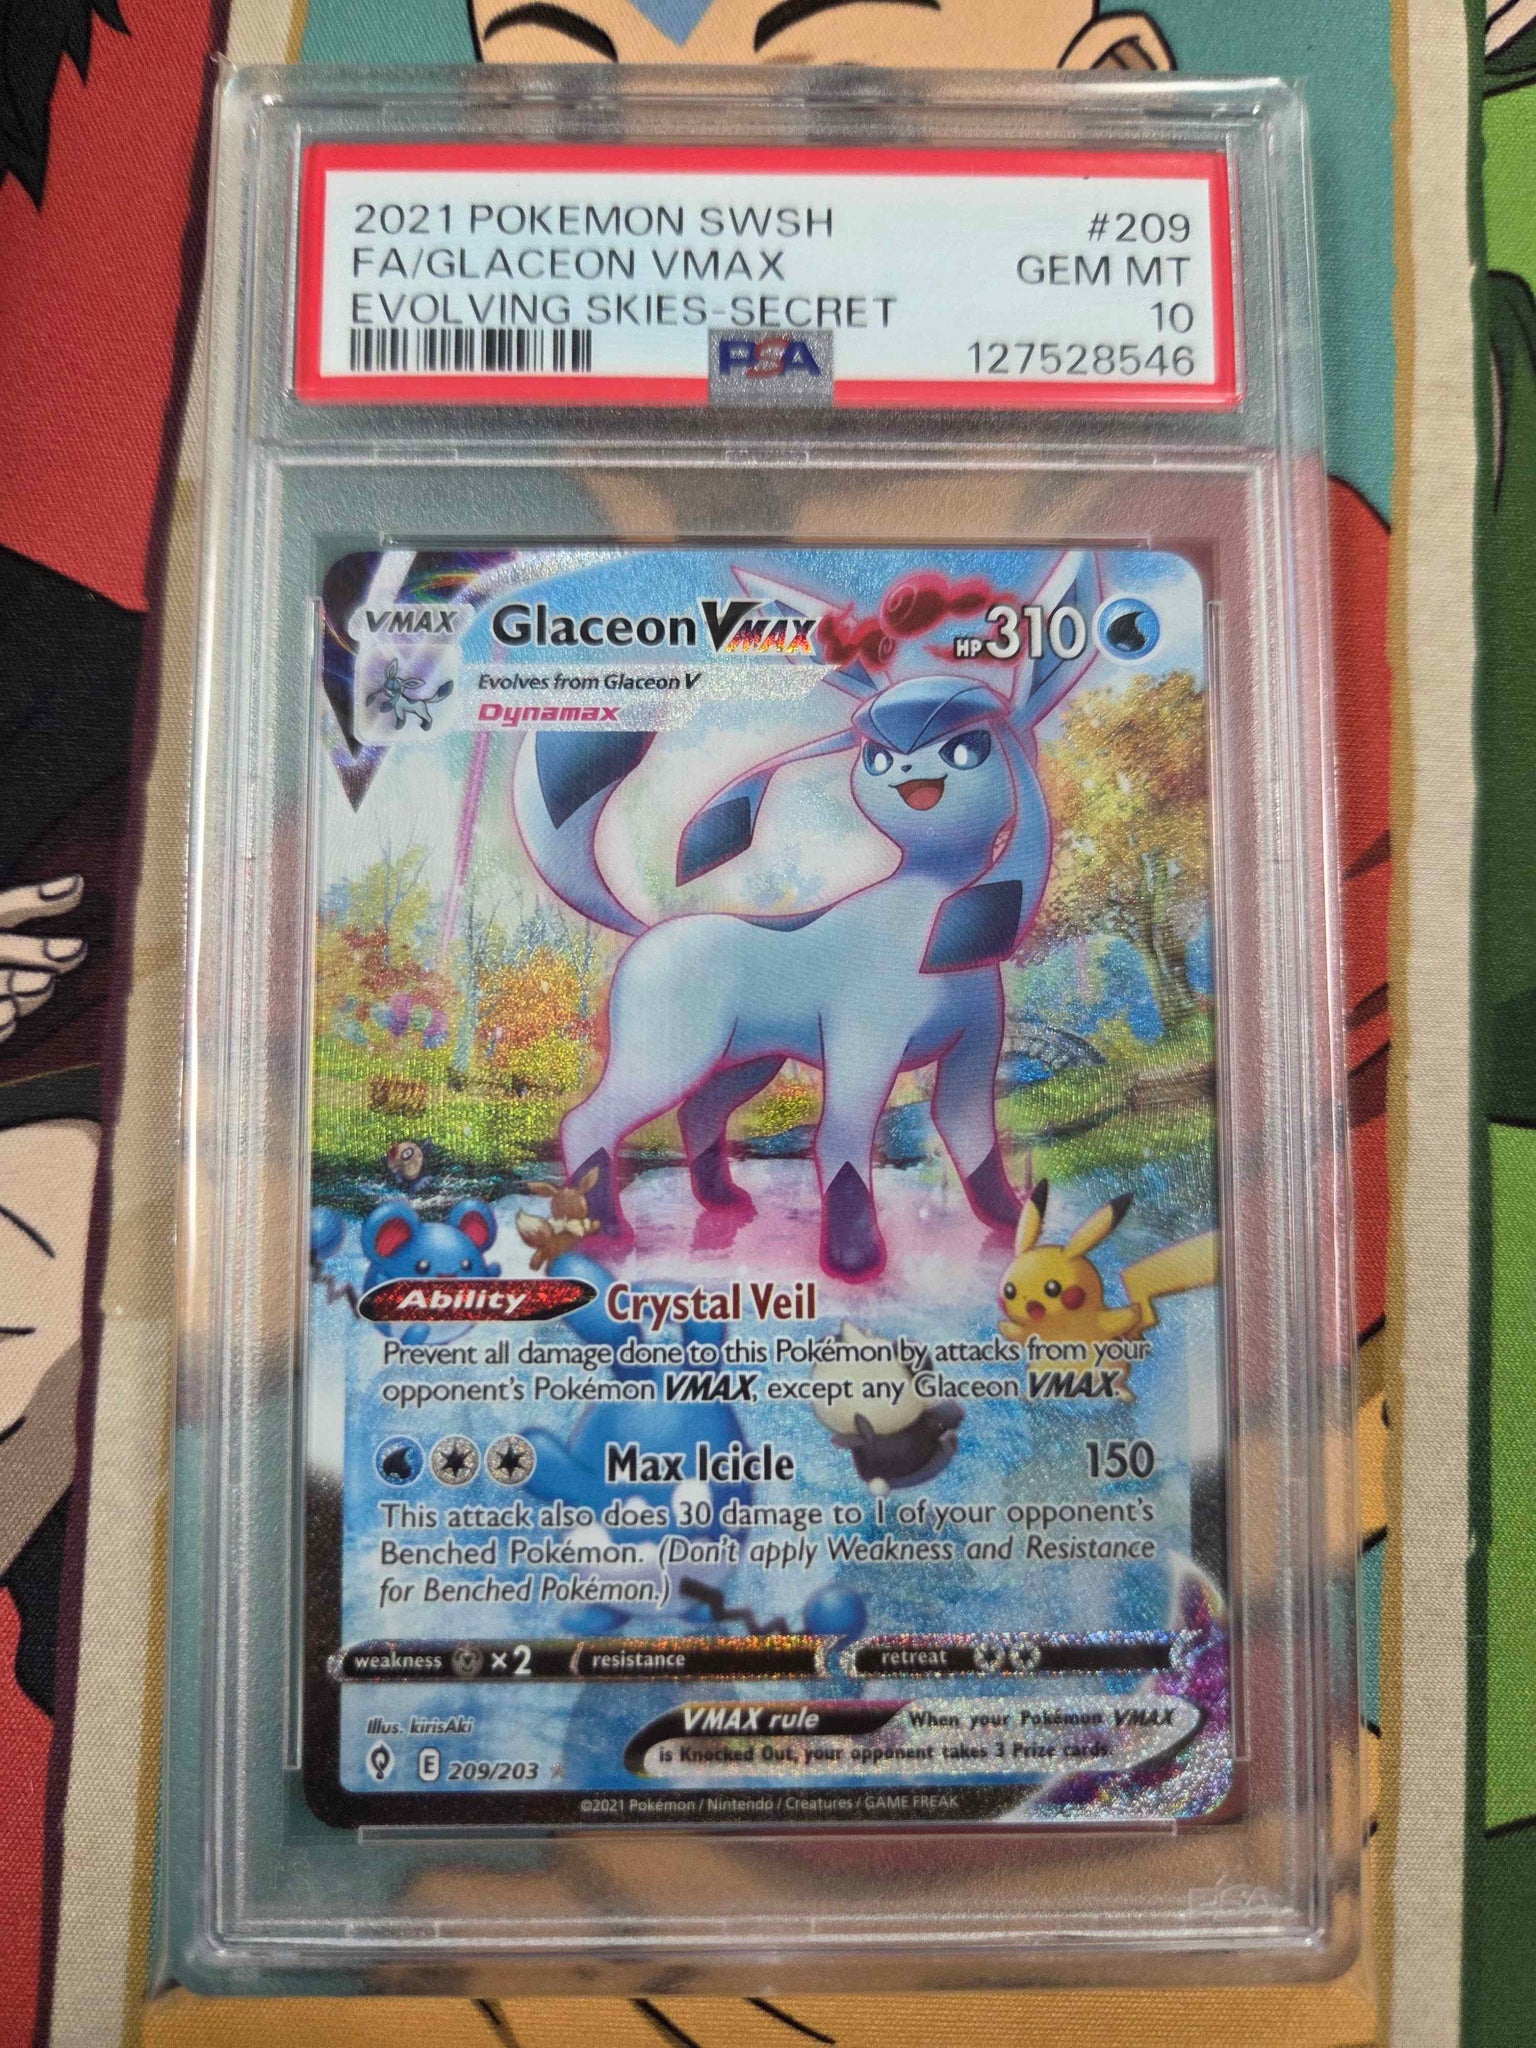 2021 POKEMON SWSH #209
FA/GLACEON VMAX GEM MT
EVOLVING SKIES-SECRET 10
PSA 127528546
VMAX Glaceon VMAX HP 310
Evolves from Glaceon V
Dynamax
Ability Crystal Veil
Prevent all damage done to this Pokémon by attacks from your
opponent's Pokémon VMAX, except any Glaceon VMAX.
Max Icicle 150
This attack also does 30 damage to 1 of your opponent's
Benched Pokémon. (Don't apply Weakness and Resistance
for Benched Pokémon.)
weakness ×2 resistance retreat
Illus. kirisAki
VMAX rule When your Pokémon VMAX
is Knocked Out, your opponent takes 3 Prize cards.
E 209/203
©2021 Pokémon / Nintendo / Creatures / GAME FREAK
PSA